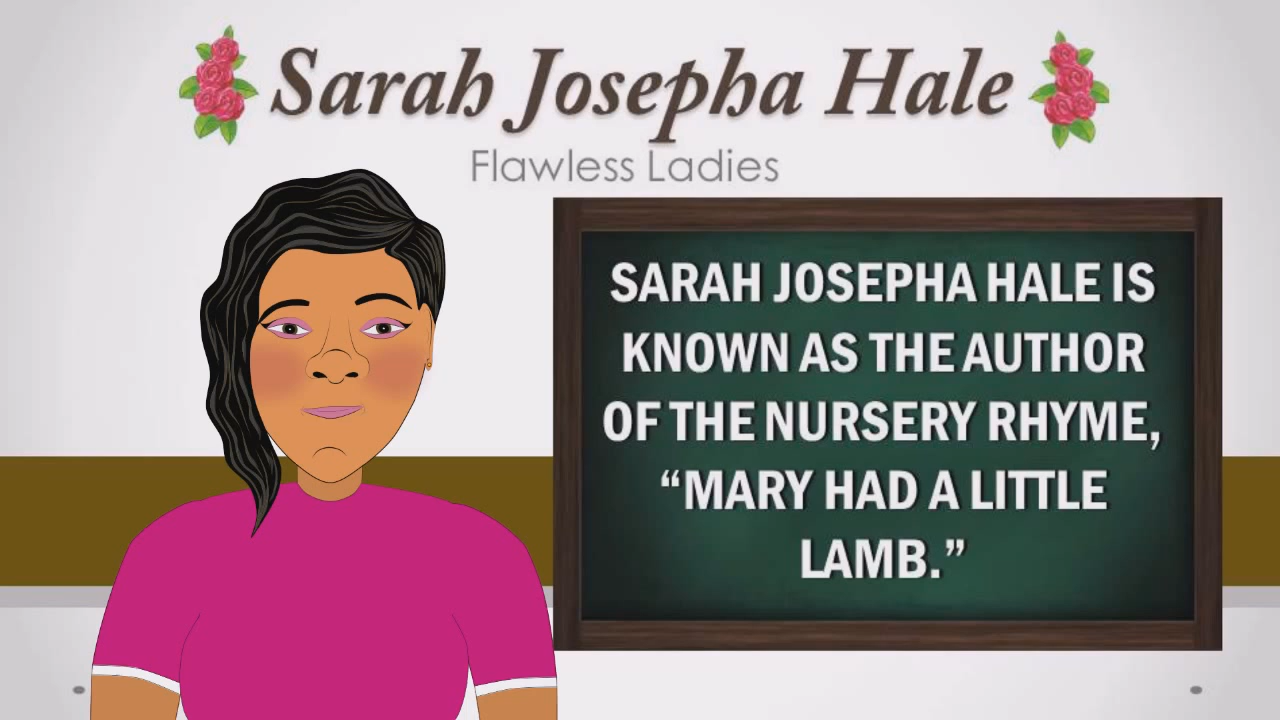 Sarah Josepha Hale
Flawless Ladies
SARAH JOSEPHA HALE IS
KNOWN AS THE AUTHOR
OF THE NURSERY RHYME,
“MARY HAD A LITTLE
LAMB.”